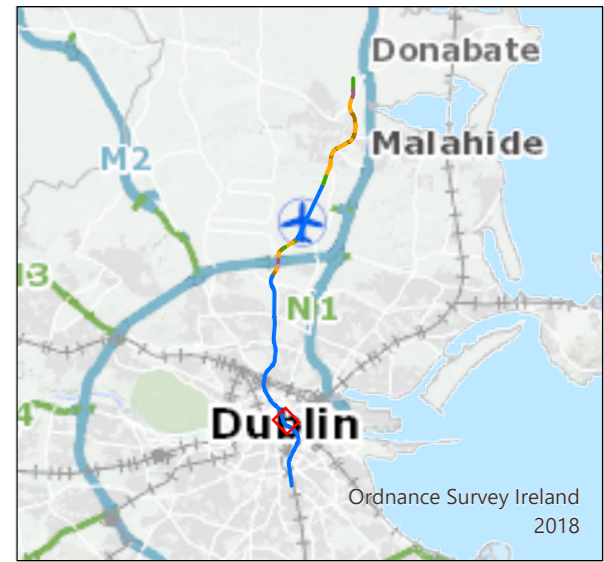 Donabate
Malahide
M2
N1
Dublin
Ordnance Survey Ireland
2018